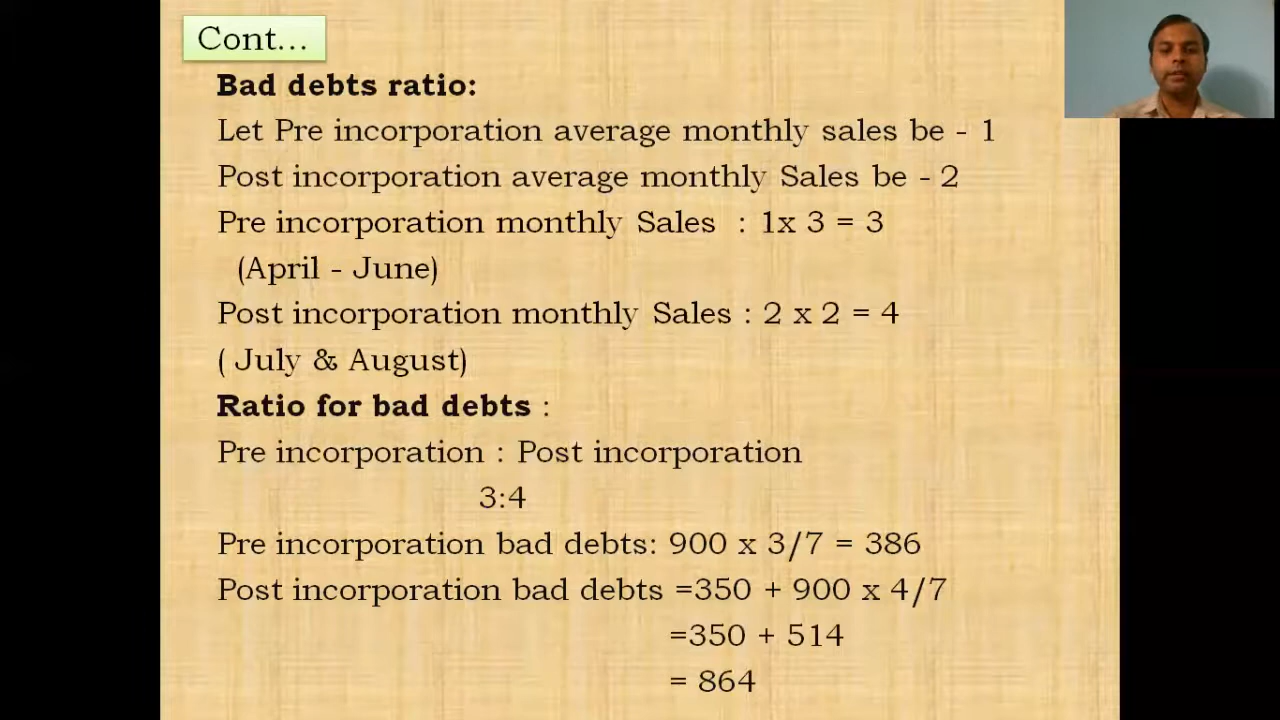 Cont...
Bad debts ratio:
Let Pre incorporation average monthly sales be - 1
Post incorporation average monthly Sales be - 2
Pre incorporation monthly Sales : 1x 3 = 3
(April - June)
Post incorporation monthly Sales : 2 x 2 = 4
( July & August)
Ratio for bad debts :
Pre incorporation : Post incorporation
3:4
Pre incorporation bad debts: 900 x 3/7 = 386
Post incorporation bad debts =350 + 900 x 4/7
=350 + 514
= 864